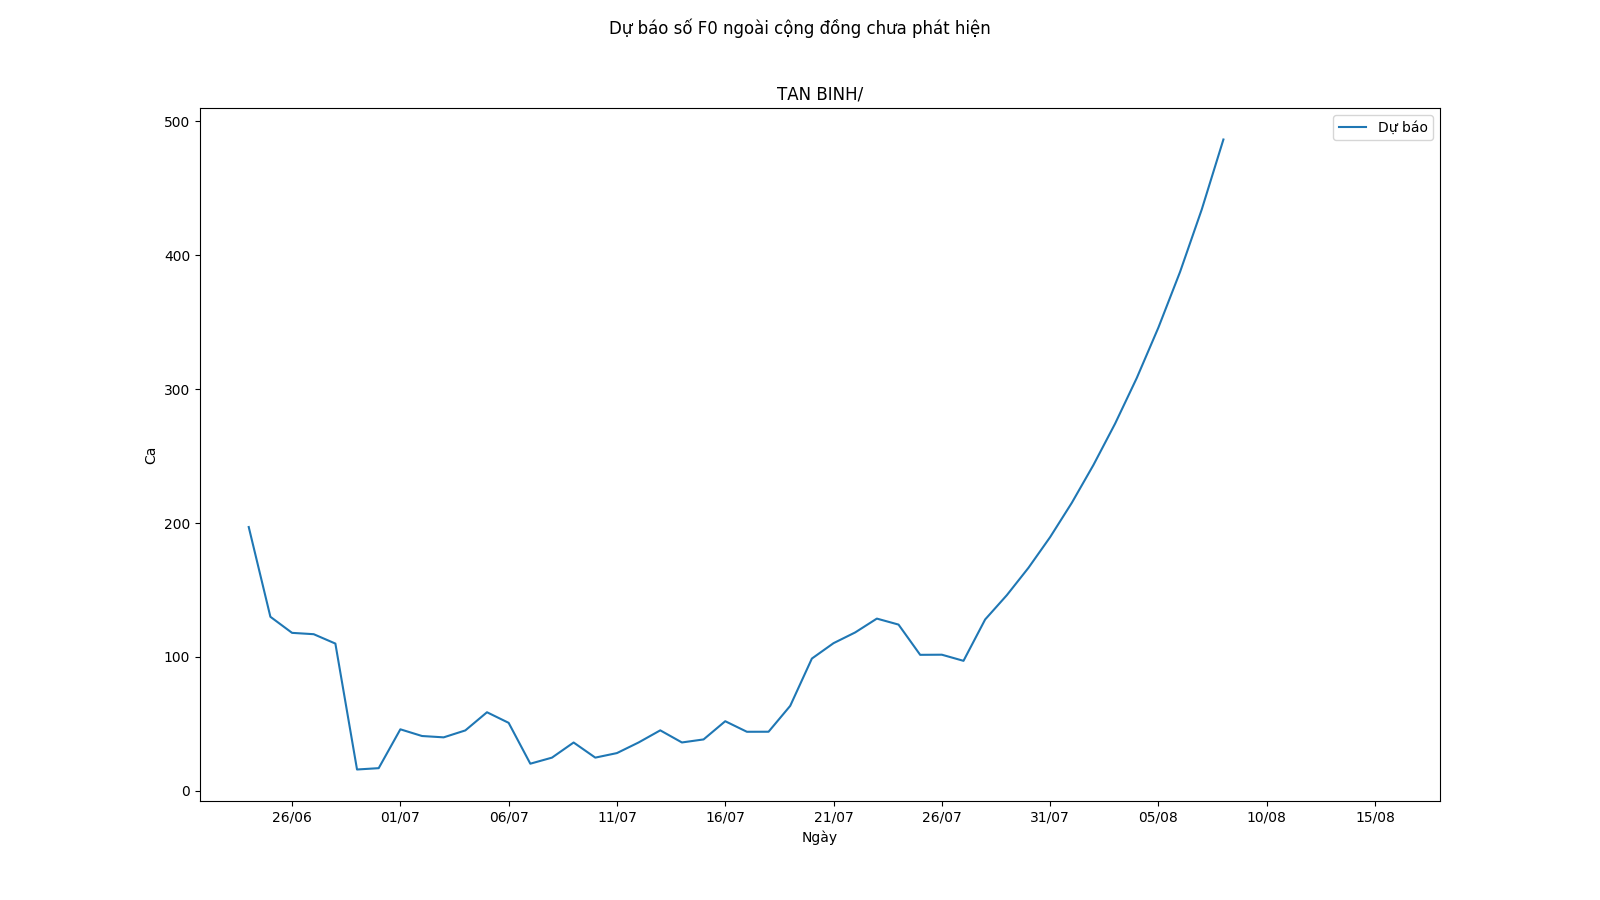 Dự báo số F0 ngoài cộng đồng chưa phát hiện
TAN BINH/
Dự báo
500
400
300
200
100
0
Ca
26/06 01/07 06/07 11/07 16/07 21/07 26/07 31/07 05/08 10/08 15/08
Ngày